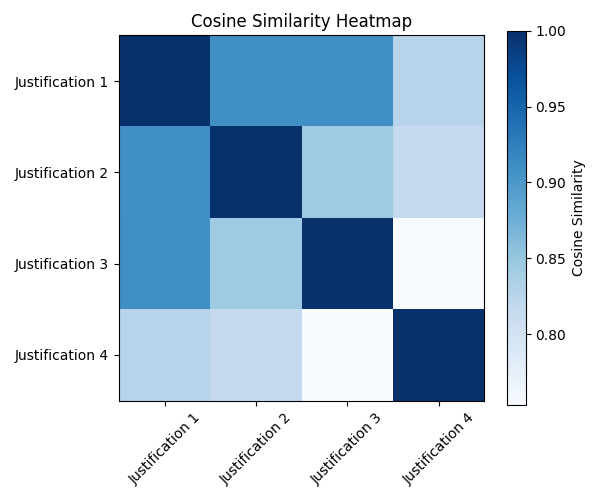 Cosine Similarity Heatmap
Justification 1
Justification 2
Justification 3
Justification 4
Justification 1
Justification 2
Justification 3
Justification 4
1.00
0.95
0.90
0.85
0.80
Cosine Similarity